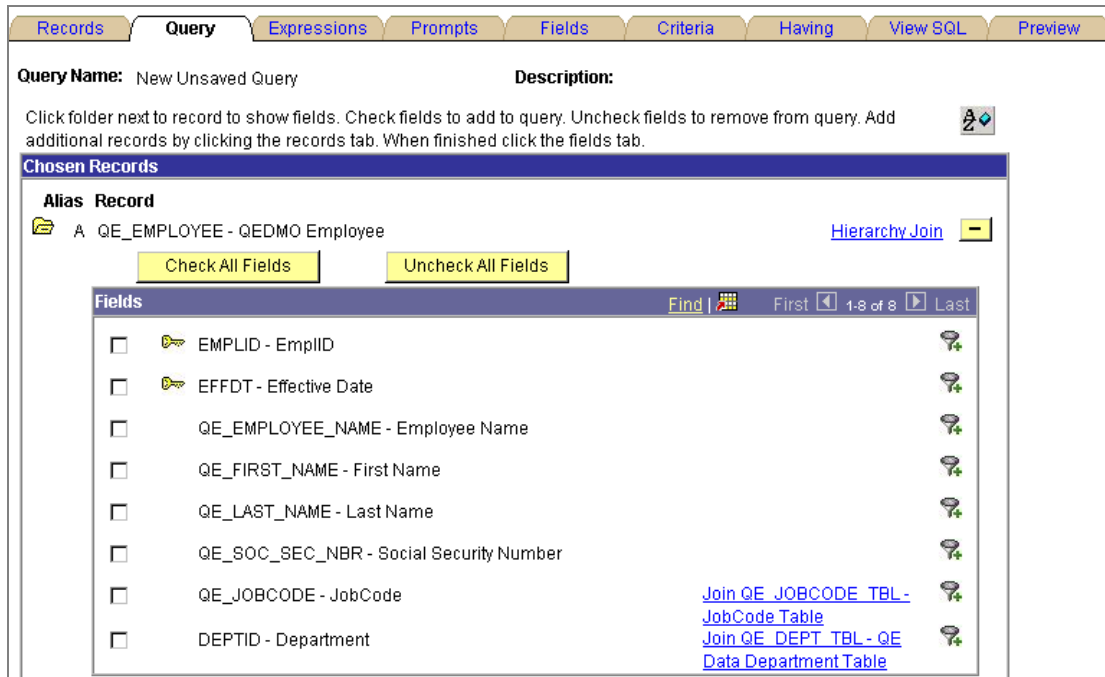 Records Query Expressions Prompts Fields Criteria Having View SQL Preview
Query Name: New Unsaved Query Description:
Click folder next to record to show fields. Check fields to add to query. Uncheck fields to remove from query. Add
additional records by clicking the records tab. When finished click the fields tab.
A
Z
Chosen Records
Alias Record
A QE_EMPLOYEE - QEDMO Employee Hierarchy Join
Check All Fields Uncheck All Fields
Fields Find | First 1-8 of 8 Last
EMPLID - EmplID
EFFDT - Effective Date
QE_EMPLOYEE_NAME - Employee Name
QE_FIRST_NAME - First Name
QE_LAST_NAME - Last Name
QE_SOC_SEC_NBR - Social Security Number
QE_JOBCODE - JobCode Join QE_JOBCODE_TBL -
JobCode Table
DEPTID - Department Join QE_DEPT_TBL - QE
Data Department Table